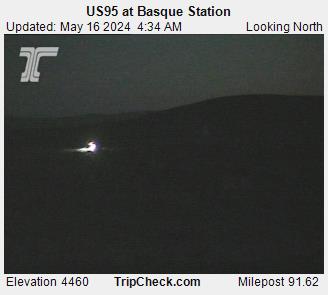 US95 at Basque Station
Updated: May 16 2024 4:34 AM Looking North
Elevation 4460 TripCheck.com Milepost 91.62